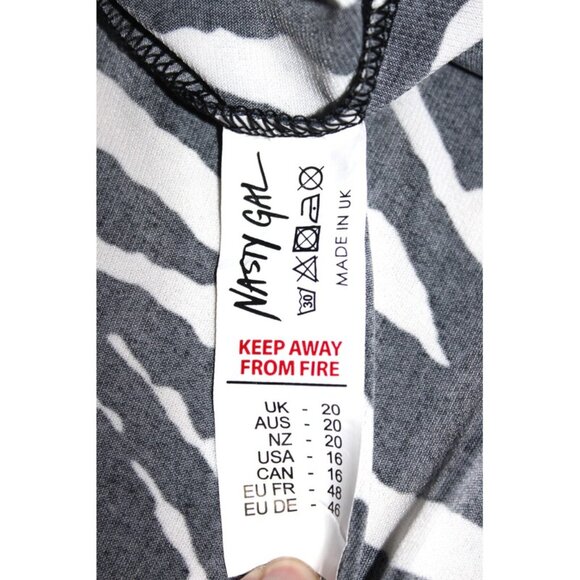 NASTY GAL
30
MADE IN UK
KEEP AWAY
FROM FIRE
UK - 20
AUS - 20
NZ - 20
USA - 16
CAN - 16
EU FR - 48
EU DE - 46